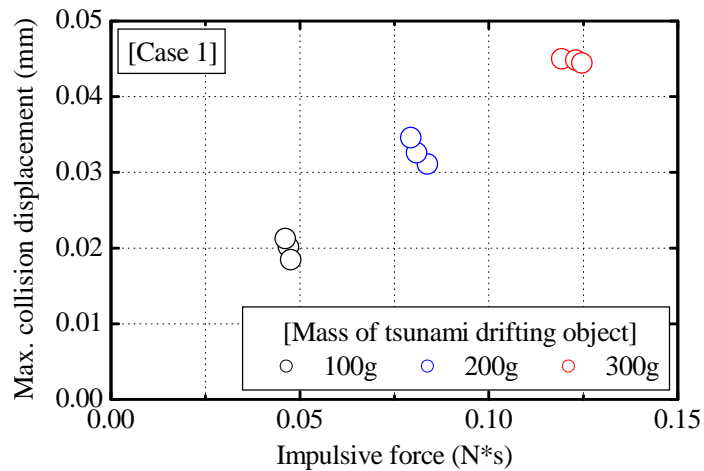 0.05
[Case 1]
0.04
0.03
0.02
0.01
0.00
Max. collision displacement (mm)
[Mass of tsunami drifting object]
100g 200g 300g
0.00 0.05 0.10 0.15
Impulsive force (N*s)